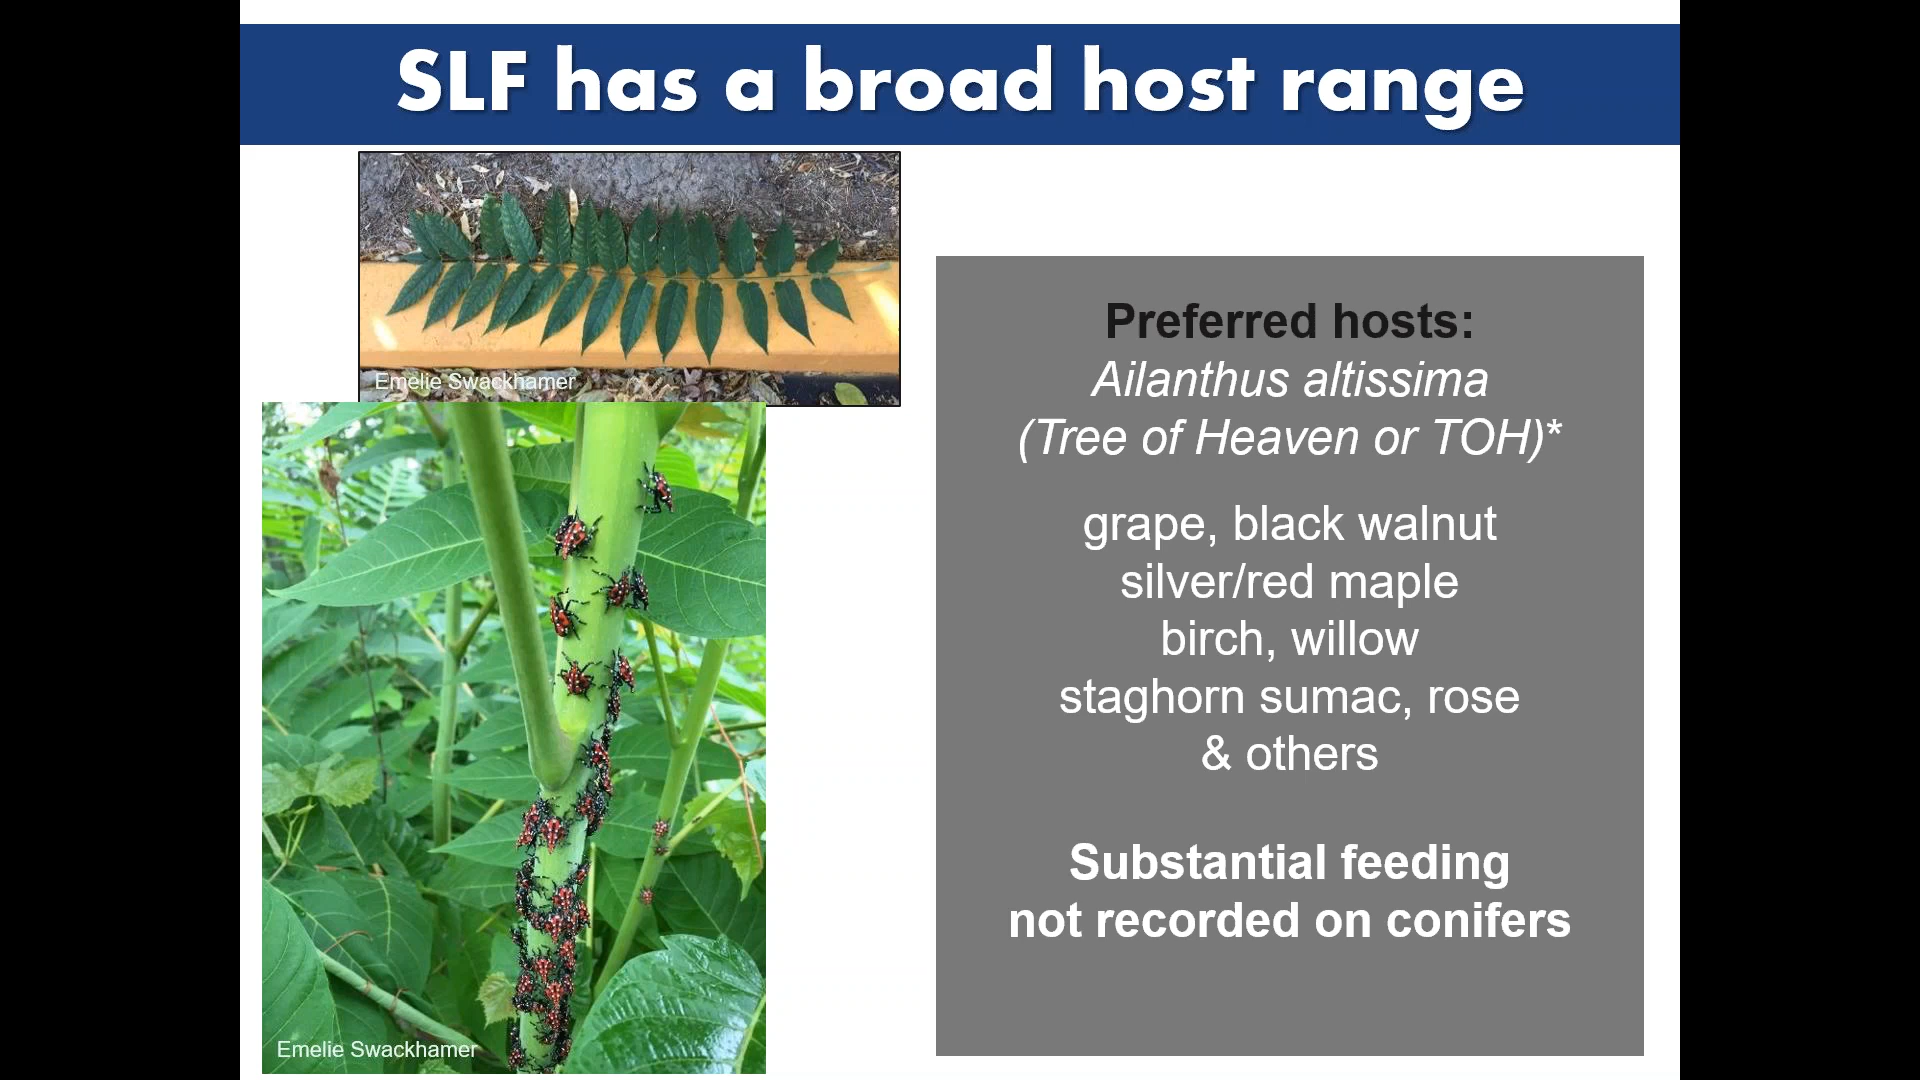 SLF has a broad host range
Emelie Swackhamer
Preferred hosts:
Ailanthus altissima
(Tree of Heaven or TOH)*
grape, black walnut
silver/red maple
birch, willow
staghorn sumac, rose
& others
Substantial feeding
not recorded on conifers
Emelie Swackhamer